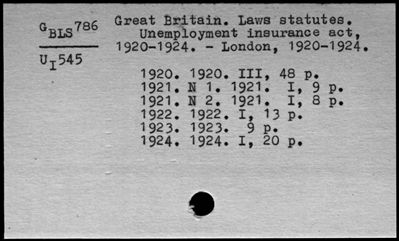 GBLS786
UI545
Great Britain. Laws statutes.
Unemployment insurance act,
1920-1924. - London, 1920-1924.
1920. 1920. III, 48 p.
1921. N 1. 1921. I, 9 p.
1921. N 2. 1921. I, 8 p.
1922. 1922. I, 13 p.
1923. 1923. 9 p.
1924. 1924. I, 20 p.